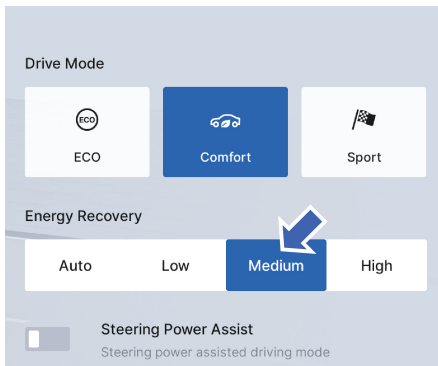 Drive Mode
ECO
ECO Comfort Sport
Energy Recovery
Auto Low Medium High
Steering Power Assist
Steering power assisted driving mode